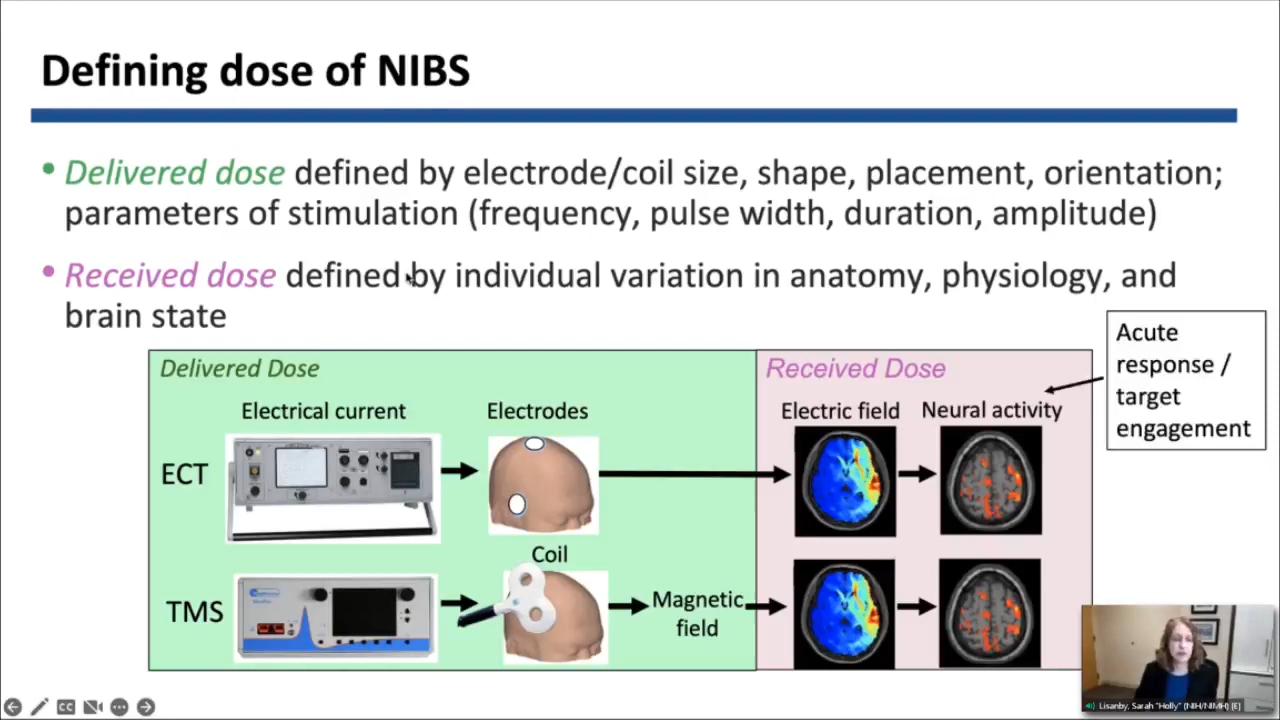 Defining dose of NIBS
• Delivered dose defined by electrode/coil size, shape, placement, orientation;
parameters of stimulation (frequency, pulse width, duration, amplitude)
• Received dose defined by individual variation in anatomy, physiology, and
brain state
Acute
response /
target
engagement
Delivered Dose
Received Dose
Electrical current
Electrodes
Electric field
Neural activity
ECT
Coil
TMS
Magnetic
field
CC
Lisanby, Sarah "Holly" (NIH/NIMH) [E]